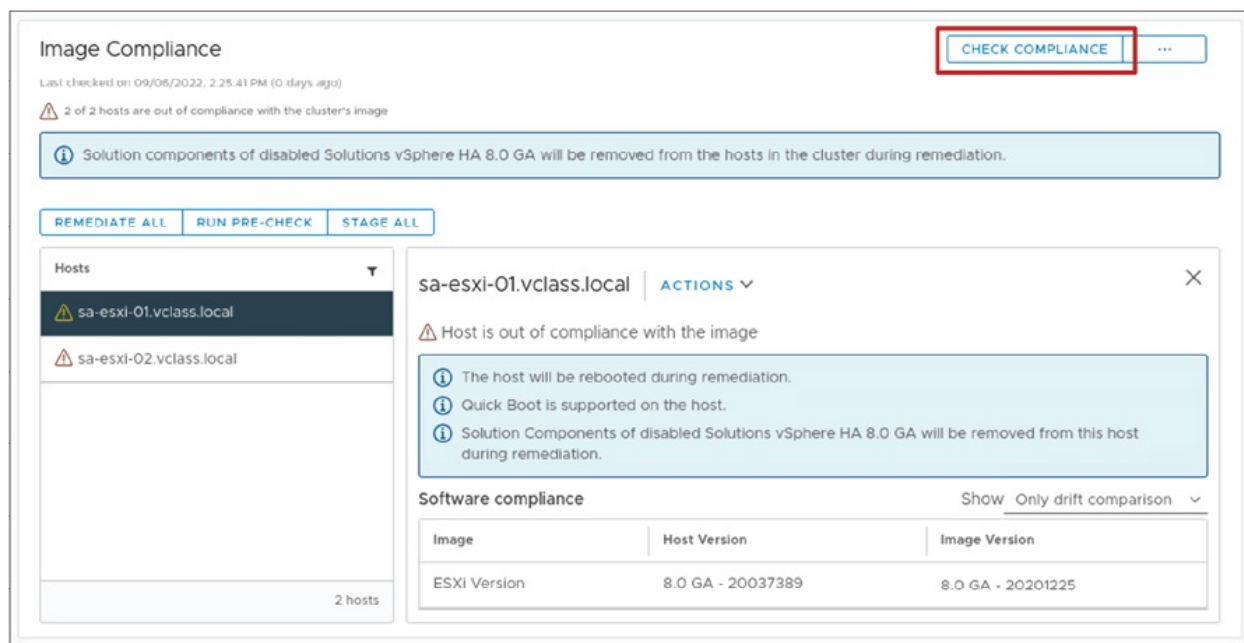 Image Compliance
CHECK COMPLIANCE
...
Last checked on 09/06/2022, 2:25:41 PM (0 days ago)
2 of 2 hosts are out of compliance with the cluster's image
Solution components of disabled Solutions vSphere HA 8.0 GA will be removed from the hosts in the cluster during remediation.
REMEDIATE ALL
RUN PRE-CHECK
STAGE ALL
Hosts
sa-esxi-01.vclass.local
sa-esxi-02.vclass.local
2 hosts
sa-esxi-01.vclass.local
ACTIONS
Host is out of compliance with the image
The host will be rebooted during remediation.
Quick Boot is supported on the host.
Solution Components of disabled Solutions vSphere HA 8.0 GA will be removed from this host
during remediation.
Software compliance
Show Only drift comparison
Image
Host Version
Image Version
ESXi Version
8.0 GA - 20037389
8.0 GA - 20201225